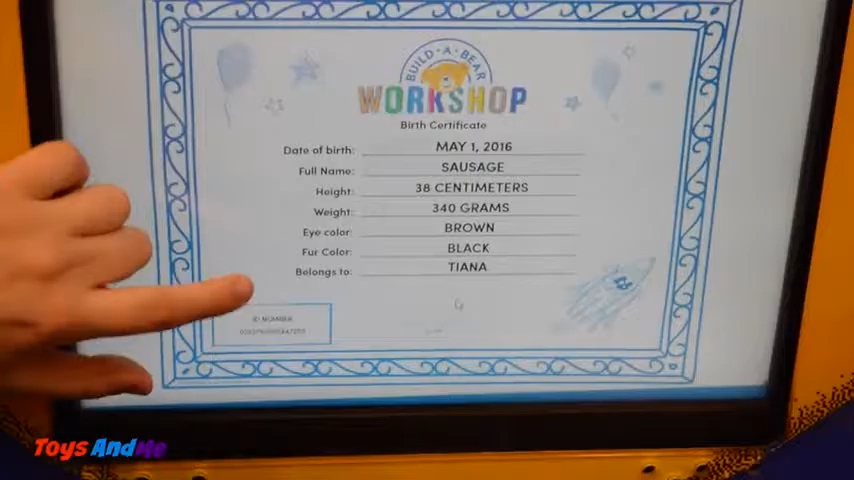 BUILD-A-BEAR
WORKSHOP
Birth Certificate
Date of birth: MAY 1, 2016
Full Name: SAUSAGE
Height: 38 CENTIMETERS
Weight: 340 GRAMS
Eye color: BROWN
Fur Color: BLACK
Belongs to: TIANA
ID NUMBER
ToysAndMe